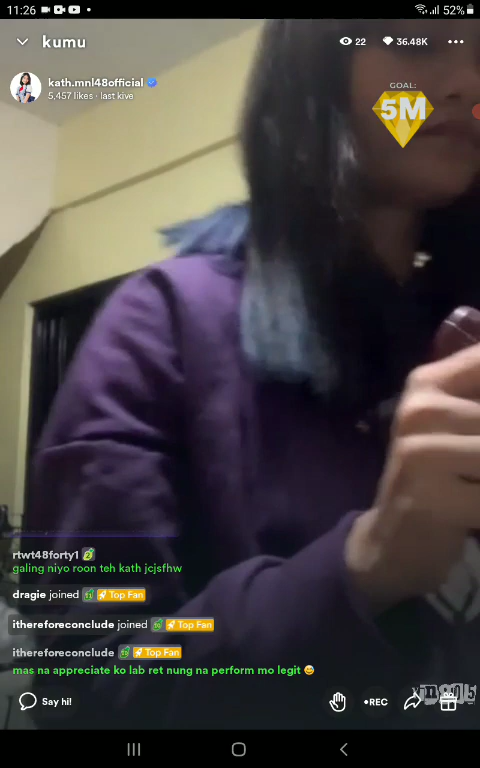 11:26
52%
kumu
22
36.48K
kath.mnl48official
5,457 likes · last kive
GOAL:
5M
rtwt48forty1
galing niyo roon teh kath jcjsfhw
dragie joined Top Fan
ithereforeconclude joined Top Fan
ithereforeconclude Top Fan
mas na appreciate ko lab ret nung na perform mo legit 😅
Say hi!
•REC